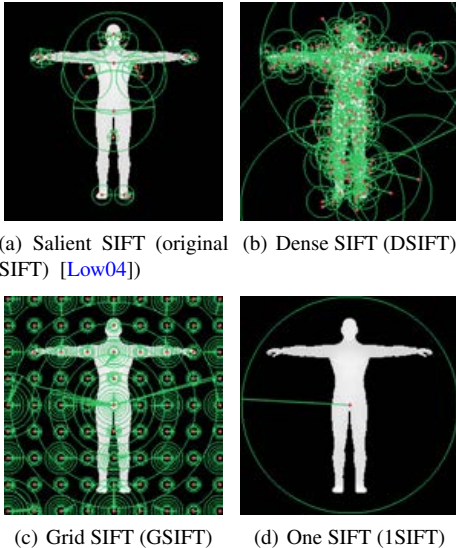 (a) Salient SIFT (original
SIFT) [Low04])
(b) Dense SIFT (DSIFT)
(c) Grid SIFT (GSIFT)
(d) One SIFT (1SIFT)